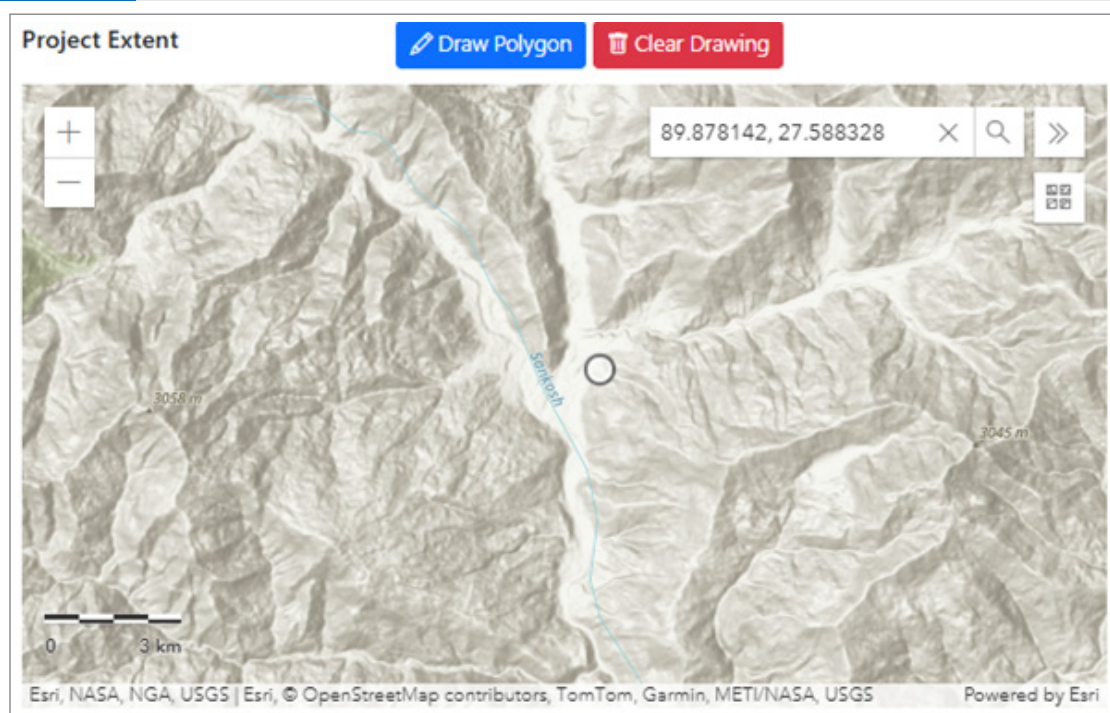 Project Extent
Draw Polygon
Clear Drawing
89.878142, 27.588328
Sankosh
3058 m
3045 m
0 3 km
Esri, NASA, NGA, USGS | Esri, © OpenStreetMap contributors, TomTom, Garmin, METI/NASA, USGS
Powered by Esri